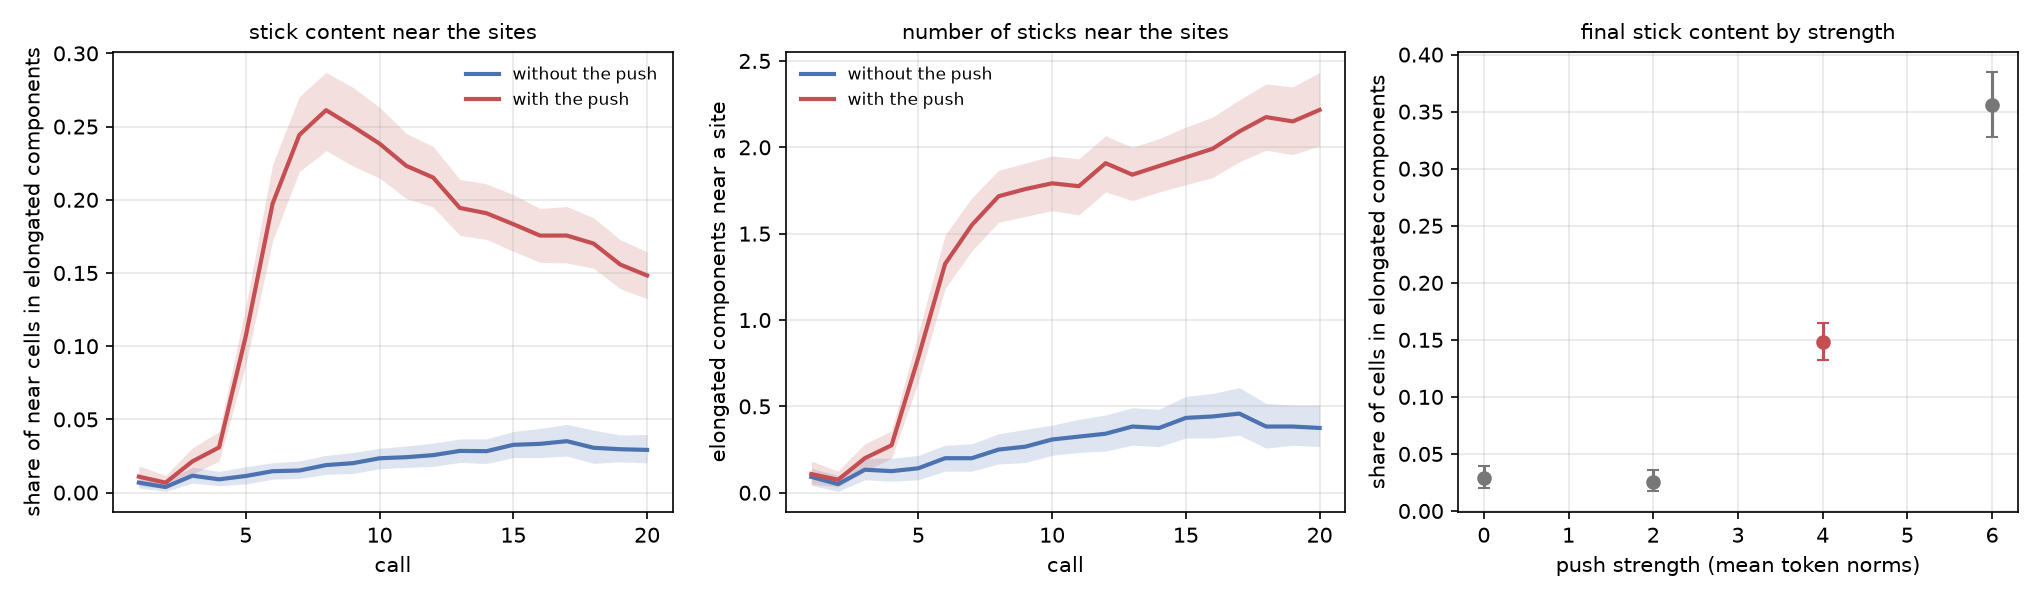 stick content near the sites
share of near cells in elongated components
0.30
0.25
0.20
0.15
0.10
0.05
0.00
without the push
with the push
5
10
15
20
call
number of sticks near the sites
elongated components near a site
2.5
2.0
1.5
1.0
0.5
0.0
without the push
with the push
5
10
15
20
call
final stick content by strength
share of cells in elongated components
0.40
0.35
0.30
0.25
0.20
0.15
0.10
0.05
0.00
0
1
2
3
4
5
6
push strength (mean token norms)